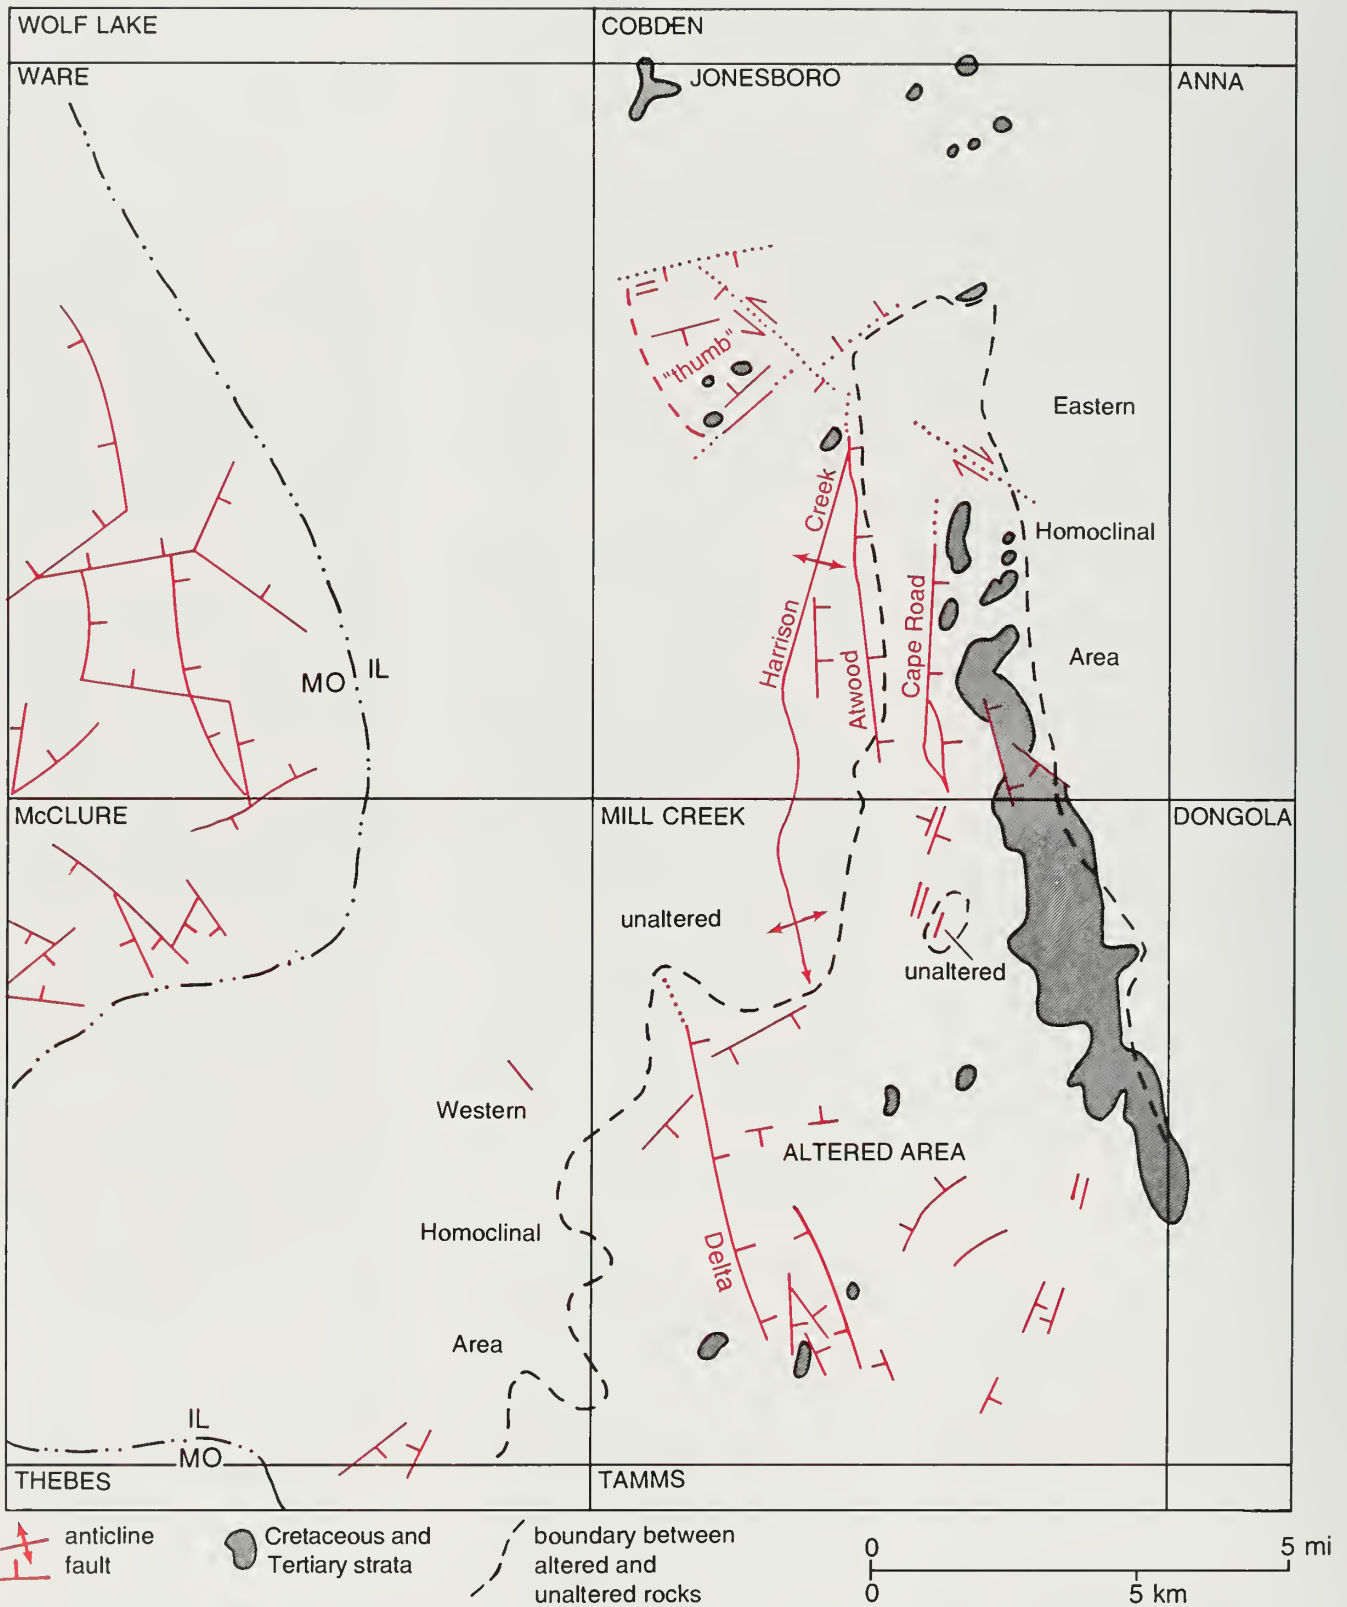 WOLF LAKE
COBDEN
WARE
JONESBORO
ANNA
"thumb"
Eastern
Creek
Homoclinal
Harrison
Cape Road
Atwood
Area
MO
IL
McCLURE
MILL CREEK
DONGOLA
unaltered
unaltered
Western
ALTERED AREA
Homoclinal
Delta
Area
IL
MO
THEBES
TAMMS
anticline
fault
Cretaceous and
Tertiary strata
boundary between
altered and
unaltered rocks
0
5 mi
0
5 km